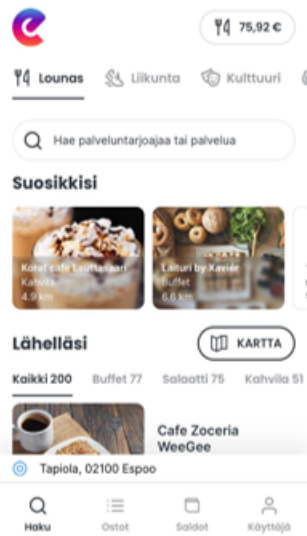 75,92 €
Lounas Liikunta Kulttuuri
Hae palveluntarjoajaa tai palvelua
Suosikkisi
Korat cafe Lauttasaari
Kahvila
4.9 km
Laituri by Xavier
Buffet
6.6 km
Lähelläsi
KARTTA
Kaikki 200 Buffet 77 Salaatti 75 Kahvila 51
Cafe Zoceria
WeeGee
Tapiola, 02100 Espoo
Haku Ostot Saldot Käyttäjä